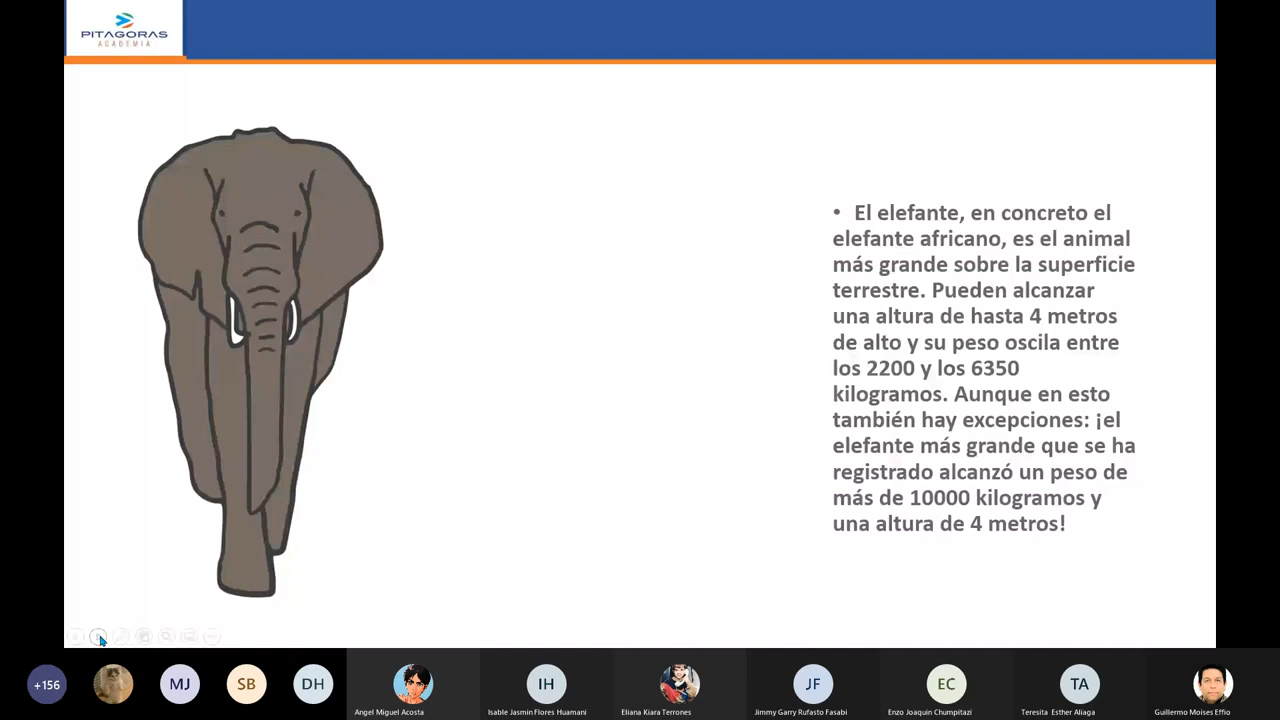 PITAGORAS
ACADEMIA
• El elefante, en concreto el
elefante africano, es el animal
más grande sobre la superficie
terrestre. Pueden alcanzar
una altura de hasta 4 metros
de alto y su peso oscila entre
los 2200 y los 6350
kilogramos. Aunque en esto
también hay excepciones: ¡el
elefante más grande que se ha
registrado alcanzó un peso de
más de 10000 kilogramos y
una altura de 4 metros!
+156
MJ
SB
DH
IH
JF
EC
TA
Angel Miguel Acosta
Isable Jasmin Flores Huamani
Eliana Kiara Terrones
Jimmy Garry Rufasto Fasabi
Enzo Joaquin Chumpitazi
Teresita Esther Aliaga
Guillermo Moises Effio